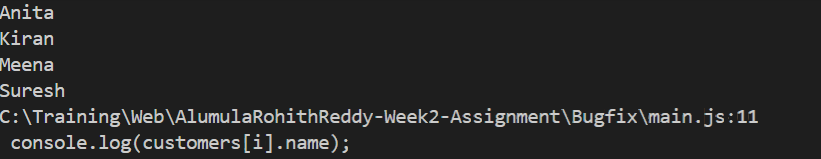 Anita
Kiran
Meena
Suresh
C:\Training\Web\AlumulaRohithReddy-Week2-Assignment\Bugfix\main.js:11
console.log(customers[i].name);